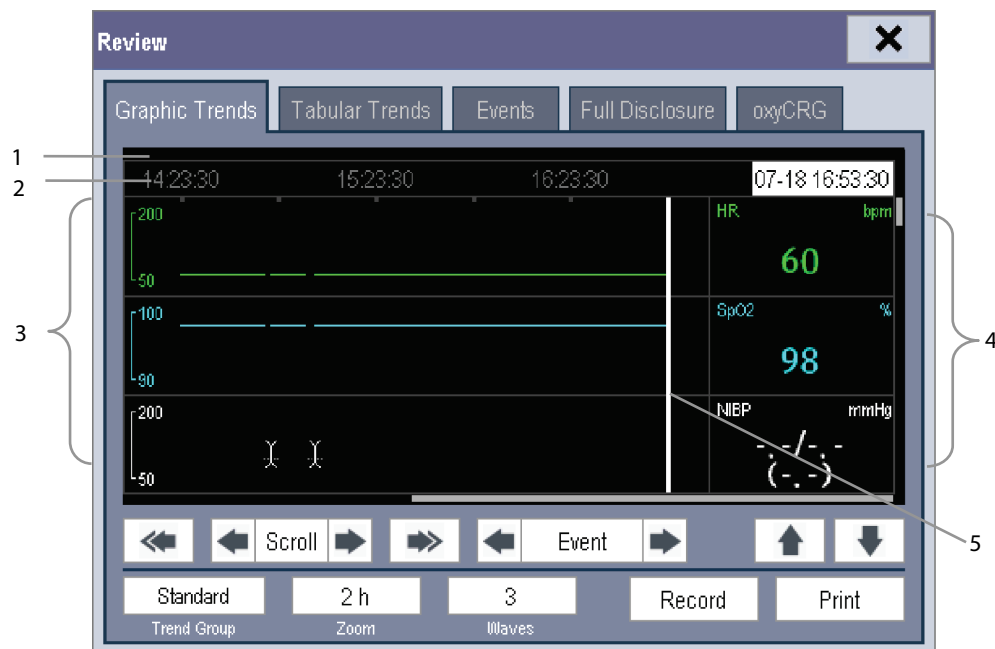 Review
Graphic Trends Tabular Trends Events Full Disclosure oxyCRG
1
2
14:23:30 15:23:30 16:23:30 07-18 16:53:30
200 HR bpm
60
50
100 SpO2 %
3 4
98
90
200 NIBP mmHg
-.-/-.-
(-.-)
50
Scroll Event
5
Standard 2 h 3 Record Print
Trend Group Zoom Waves